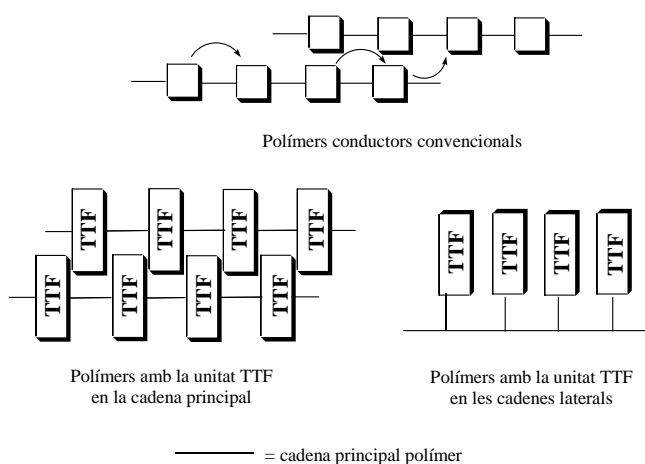 Polímers conductors convencionals
TTF
TTF
TTF
TTF
TTF
TTF
TTF
TTF
TTF
TTF
TTF
TTF
Polímers amb la unitat TTF
en la cadena principal
Polímers amb la unitat TTF
en les cadenes laterals
= cadena principal polímer